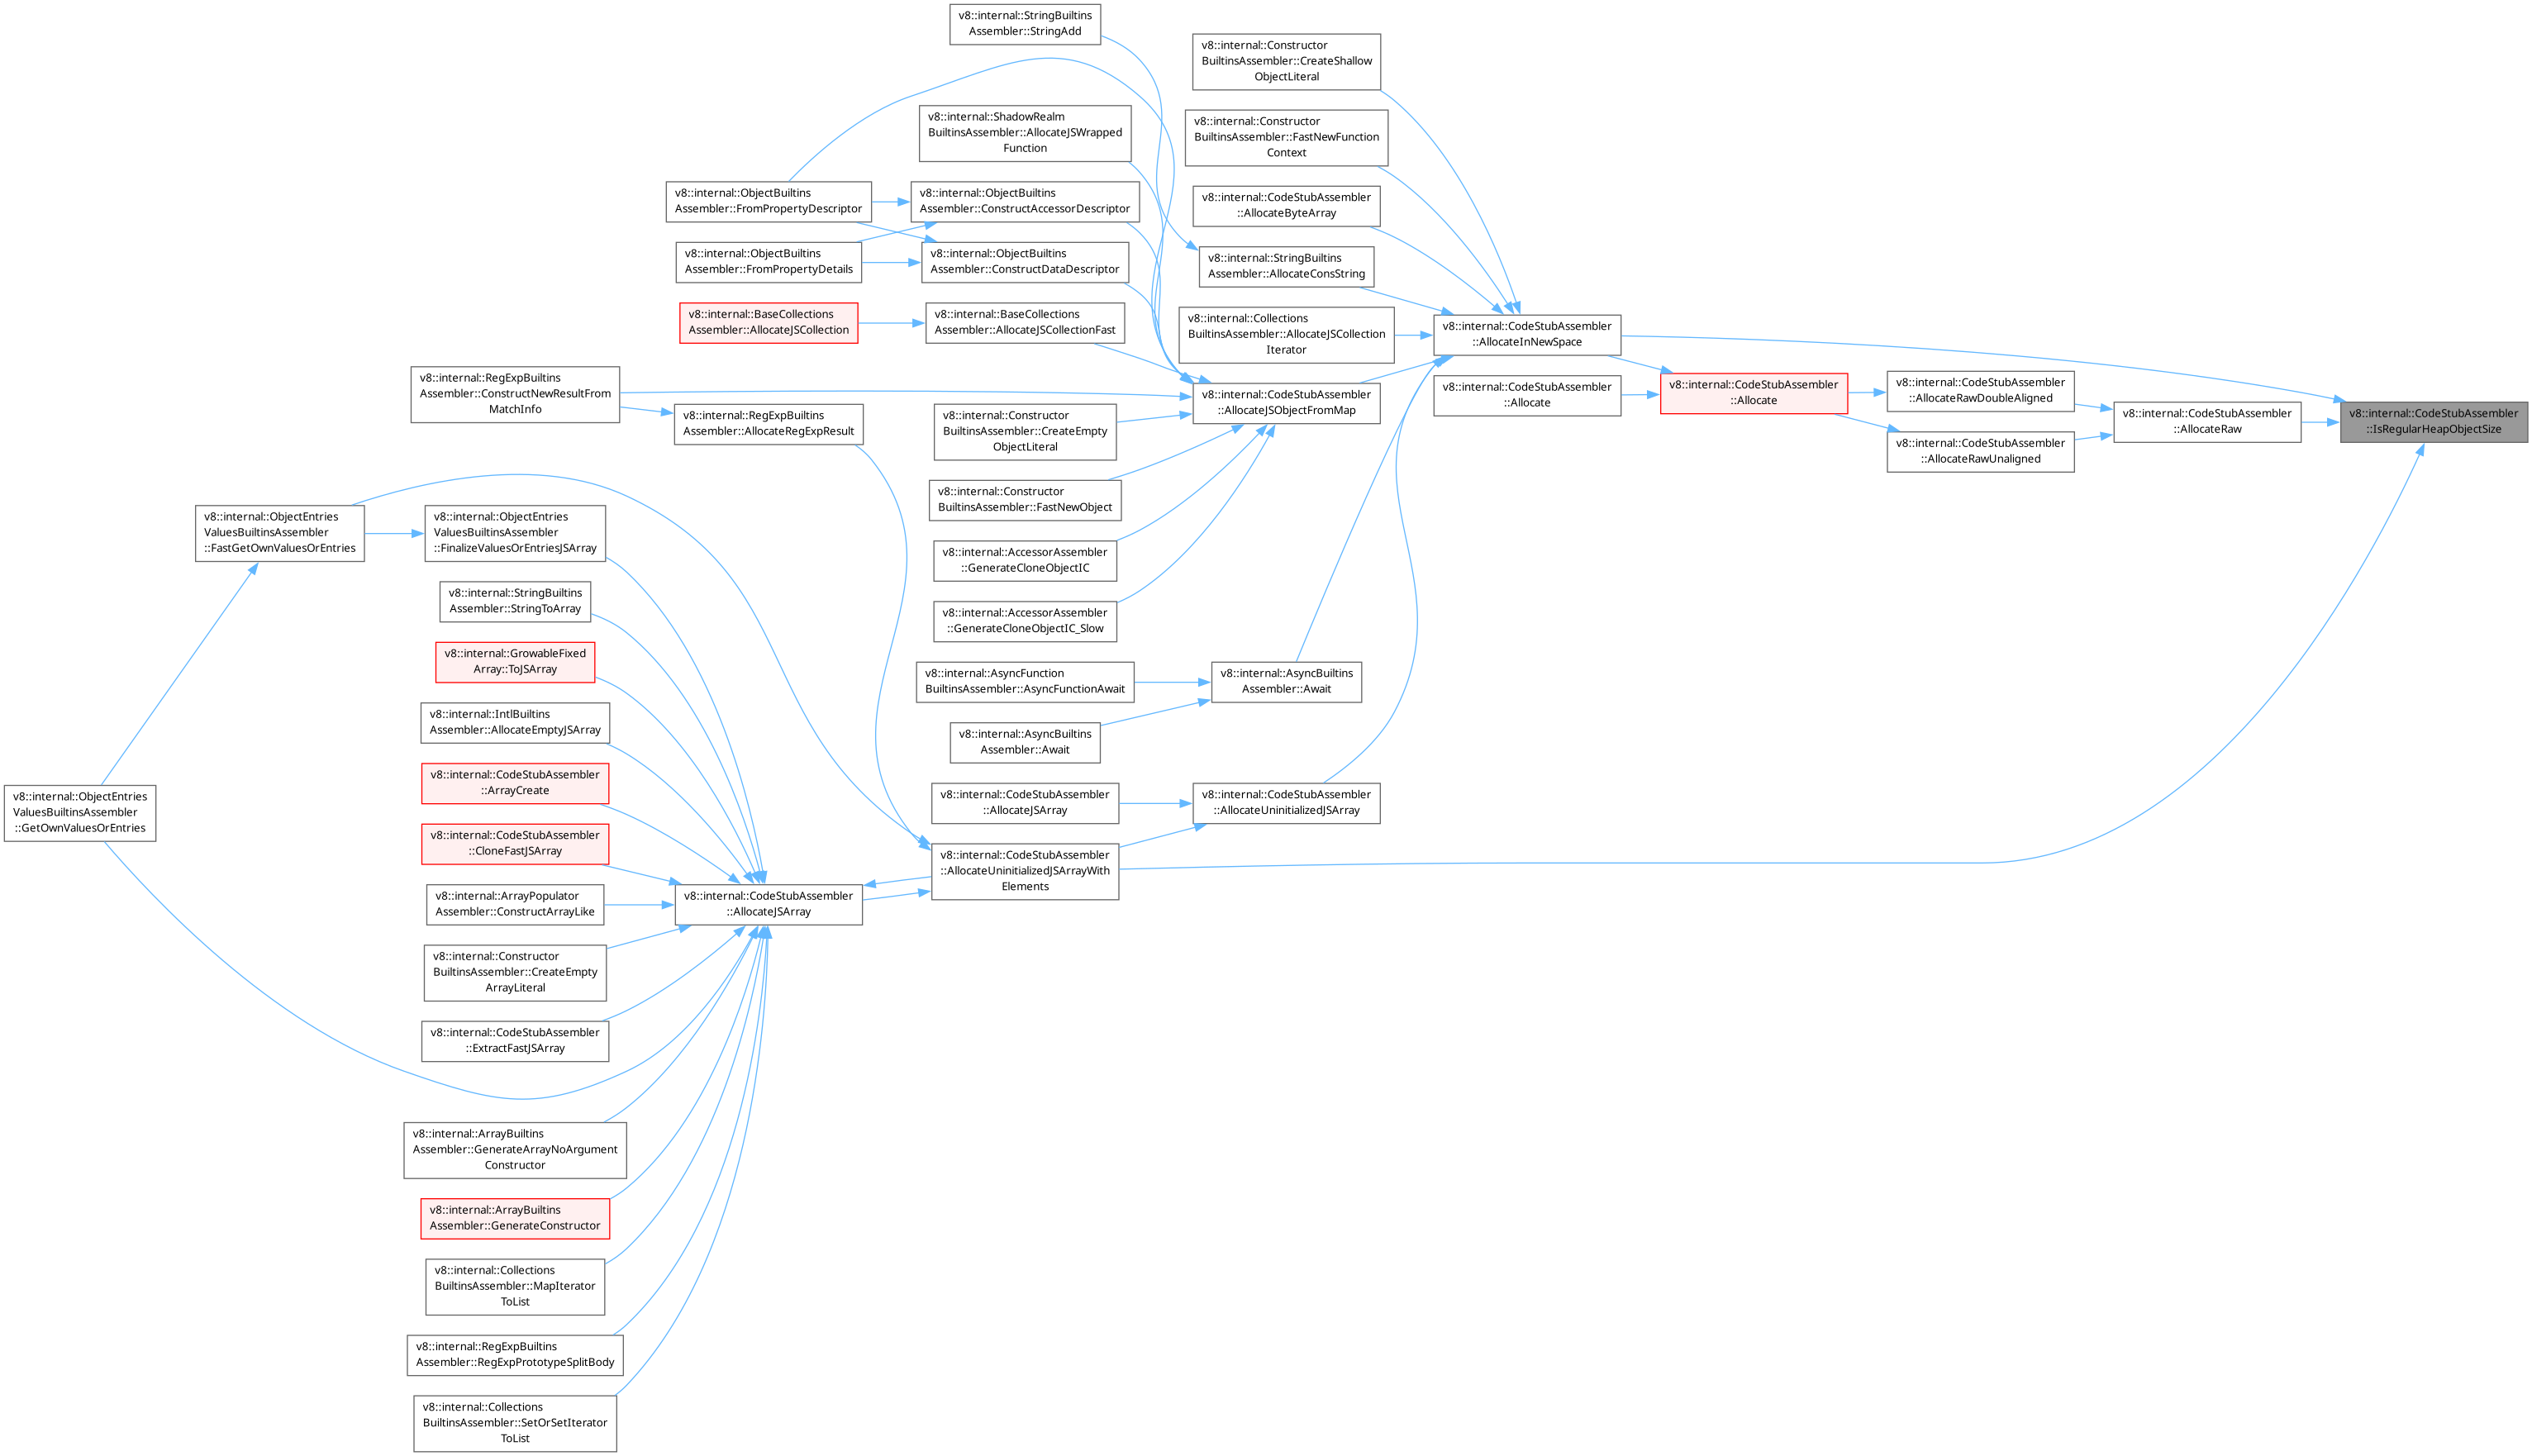 v8::internal::StringBuiltins
Assembler::StringAdd
v8::internal::Constructor
BuiltinsAssembler::CreateShallow
ObjectLiteral
v8::internal::ShadowRealm
BuiltinsAssembler::AllocateJSWrapped
Function
v8::internal::Constructor
BuiltinsAssembler::FastNewFunction
Context
v8::internal::ObjectBuiltins
Assembler::FromPropertyDescriptor
v8::internal::ObjectBuiltins
Assembler::ConstructAccessorDescriptor
v8::internal::CodeStubAssembler
::AllocateByteArray
v8::internal::ObjectBuiltins
Assembler::FromPropertyDetails
v8::internal::ObjectBuiltins
Assembler::ConstructDataDescriptor
v8::internal::StringBuiltins
Assembler::AllocateConsString
v8::internal::BaseCollections
Assembler::AllocateJSCollection
v8::internal::BaseCollections
Assembler::AllocateJSCollectionFast
v8::internal::Collections
BuiltinsAssembler::AllocateJSCollection
Iterator
v8::internal::CodeStubAssembler
::AllocateInNewSpace
v8::internal::RegExpBuiltins
Assembler::ConstructNewResultFrom
MatchInfo
v8::internal::RegExpBuiltins
Assembler::AllocateRegExpResult
v8::internal::Constructor
BuiltinsAssembler::CreateEmpty
ObjectLiteral
v8::internal::CodeStubAssembler
::AllocateJSObjectFromMap
v8::internal::CodeStubAssembler
::Allocate
v8::internal::CodeStubAssembler
::Allocate
v8::internal::CodeStubAssembler
::AllocateRawDoubleAligned
v8::internal::CodeStubAssembler
::AllocateRawUnaligned
v8::internal::CodeStubAssembler
::AllocateRaw
v8::internal::CodeStubAssembler
::IsRegularHeapObjectSize
v8::internal::Constructor
BuiltinsAssembler::FastNewObject
v8::internal::ObjectEntries
ValuesBuiltinsAssembler
::FastGetOwnValuesOrEntries
v8::internal::ObjectEntries
ValuesBuiltinsAssembler
::FinalizeValuesOrEntriesJSArray
v8::internal::AccessorAssembler
::GenerateCloneObjectIC
v8::internal::StringBuiltins
Assembler::StringToArray
v8::internal::AccessorAssembler
::GenerateCloneObjectIC_Slow
v8::internal::GrowableFixed
Array::ToJSArray
v8::internal::AsyncFunction
BuiltinsAssembler::AsyncFunctionAwait
v8::internal::AsyncBuiltins
Assembler::Await
v8::internal::IntlBuiltins
Assembler::AllocateEmptyJSArray
v8::internal::AsyncBuiltins
Assembler::Await
v8::internal::ObjectEntries
ValuesBuiltinsAssembler
::GetOwnValuesOrEntries
v8::internal::CodeStubAssembler
::ArrayCreate
v8::internal::CodeStubAssembler
::AllocateJSArray
v8::internal::CodeStubAssembler
::AllocateUninitializedJSArray
v8::internal::CodeStubAssembler
::CloneFastJSArray
v8::internal::CodeStubAssembler
::AllocateUninitializedJSArrayWith
Elements
v8::internal::ArrayPopulator
Assembler::ConstructArrayLike
v8::internal::CodeStubAssembler
::AllocateJSArray
v8::internal::Constructor
BuiltinsAssembler::CreateEmpty
ArrayLiteral
v8::internal::CodeStubAssembler
::ExtractFastJSArray
v8::internal::ArrayBuiltins
Assembler::GenerateArrayNoArgument
Constructor
v8::internal::ArrayBuiltins
Assembler::GenerateConstructor
v8::internal::Collections
BuiltinsAssembler::MapIterator
ToList
v8::internal::RegExpBuiltins
Assembler::RegExpPrototypeSplitBody
v8::internal::Collections
BuiltinsAssembler::SetOrSetIterator
ToList